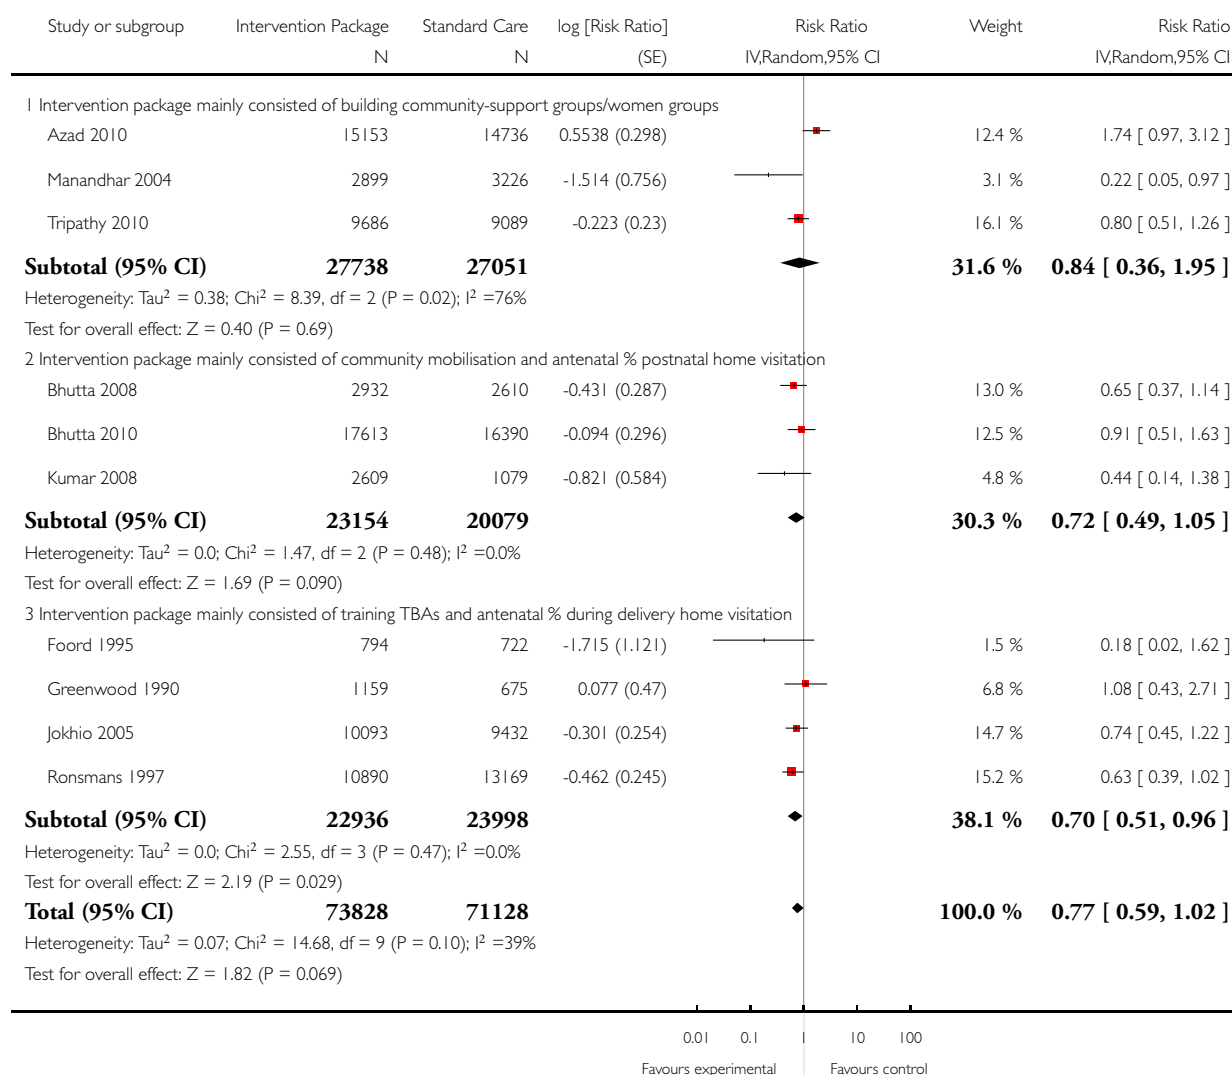 Study or subgroup Intervention Package Standard Care log [Risk Ratio] Risk Ratio Weight Risk Ratio
N N (SE) IV,Random,95% CI IV,Random,95% CI
1 Intervention package mainly consisted of building community-support groups/women groups
Azad 2010 15153 14736 0.5538 (0.298) 12.4 % 1.74 [ 0.97, 3.12 ]
Manandhar 2004 2899 3226 -1.514 (0.756) 3.1 % 0.22 [ 0.05, 0.97 ]
Tripathy 2010 9686 9089 -0.223 (0.23) 16.1 % 0.80 [ 0.51, 1.26 ]
Subtotal (95% CI) 27738 27051 31.6 % 0.84 [ 0.36, 1.95 ]
Heterogeneity: Tau² = 0.38; Chi² = 8.39, df = 2 (P = 0.02); I² =76%
Test for overall effect: Z = 0.40 (P = 0.69)
2 Intervention package mainly consisted of community mobilisation and antenatal % postnatal home visitation
Bhutta 2008 2932 2610 -0.431 (0.287) 13.0 % 0.65 [ 0.37, 1.14 ]
Bhutta 2010 17613 16390 -0.094 (0.296) 12.5 % 0.91 [ 0.51, 1.63 ]
Kumar 2008 2609 1079 -0.821 (0.584) 4.8 % 0.44 [ 0.14, 1.38 ]
Subtotal (95% CI) 23154 20079 30.3 % 0.72 [ 0.49, 1.05 ]
Heterogeneity: Tau² = 0.0; Chi² = 1.47, df = 2 (P = 0.48); I² =0.0%
Test for overall effect: Z = 1.69 (P = 0.090)
3 Intervention package mainly consisted of training TBAs and antenatal % during delivery home visitation
Foord 1995 794 722 -1.715 (1.121) 1.5 % 0.18 [ 0.02, 1.62 ]
Greenwood 1990 1159 675 0.077 (0.47) 6.8 % 1.08 [ 0.43, 2.71 ]
Jokhio 2005 10093 9432 -0.301 (0.254) 14.7 % 0.74 [ 0.45, 1.22 ]
Ronsmans 1997 10890 13169 -0.462 (0.245) 15.2 % 0.63 [ 0.39, 1.02 ]
Subtotal (95% CI) 22936 23998 38.1 % 0.70 [ 0.51, 0.96 ]
Heterogeneity: Tau² = 0.0; Chi² = 2.55, df = 3 (P = 0.47); I² =0.0%
Test for overall effect: Z = 2.19 (P = 0.029)
Total (95% CI) 73828 71128 100.0 % 0.77 [ 0.59, 1.02 ]
Heterogeneity: Tau² = 0.07; Chi² = 14.68, df = 9 (P = 0.10); I² =39%
Test for overall effect: Z = 1.82 (P = 0.069)
0.01 0.1 1 10 100
Favours experimental Favours control